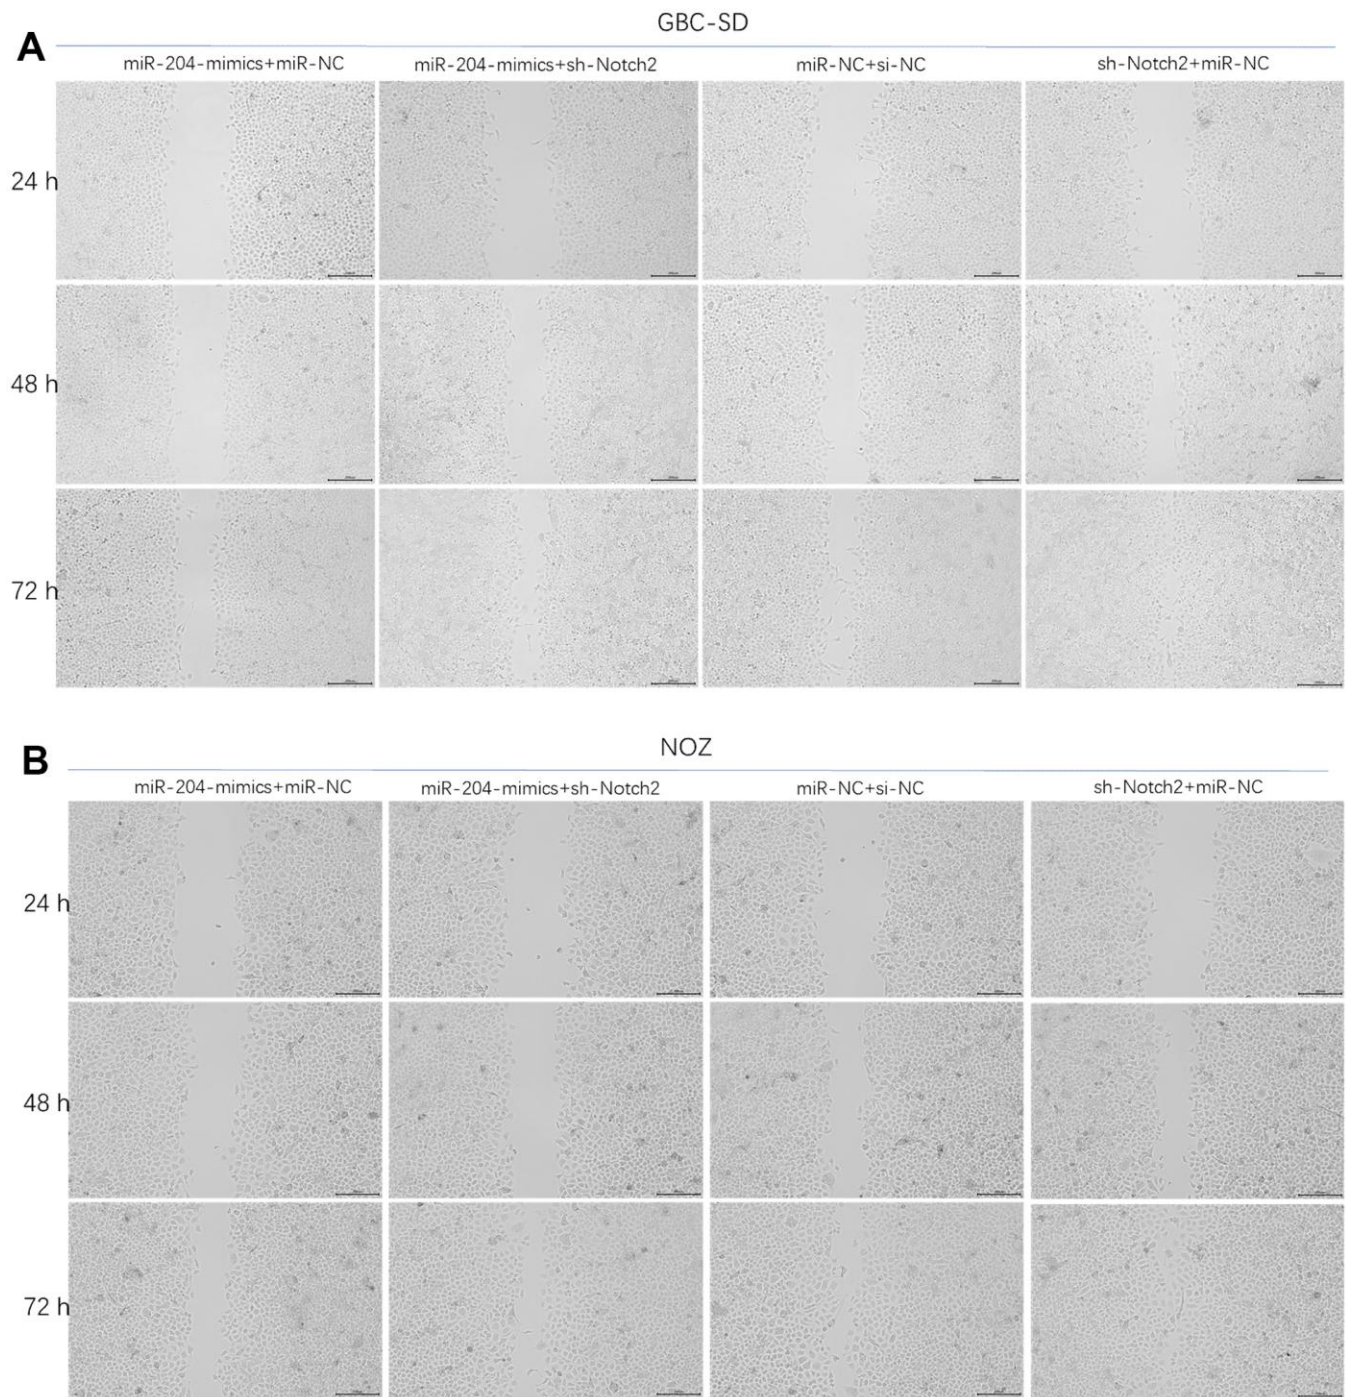 GBC-SD
A
miR-204-mimics+miR-NC miR-204-mimics+sh-Notch2 miR-NC+si-NC sh-Notch2+miR-NC
24 h
48 h
72 h
NOZ
B
miR-204-mimics+miR-NC miR-204-mimics+sh-Notch2 miR-NC+si-NC sh-Notch2+miR-NC
24 h
48 h
72 h